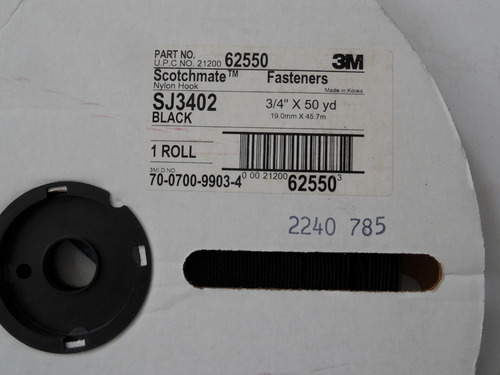 PART NO. 62550 3M
U.P.C NO. 21200
Scotchmate™ Fasteners
Nylon Hook Made in Korea
SJ3402 3/4" X 50 yd
BLACK 19.0mm X 45.7m
1 ROLL
3M I.D NO.
70-0700-9903-4 0 00 21200 62550 3
2240 785